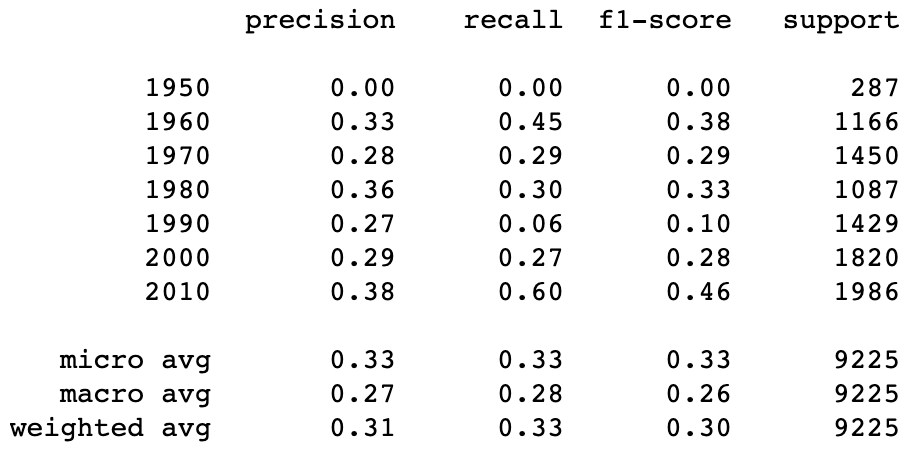 precision recall f1-score support
1950 0.00 0.00 0.00 287
1960 0.33 0.45 0.38 1166
1970 0.28 0.29 0.29 1450
1980 0.36 0.30 0.33 1087
1990 0.27 0.06 0.10 1429
2000 0.29 0.27 0.28 1820
2010 0.38 0.60 0.46 1986
micro avg 0.33 0.33 0.33 9225
macro avg 0.27 0.28 0.26 9225
weighted avg 0.31 0.33 0.30 9225